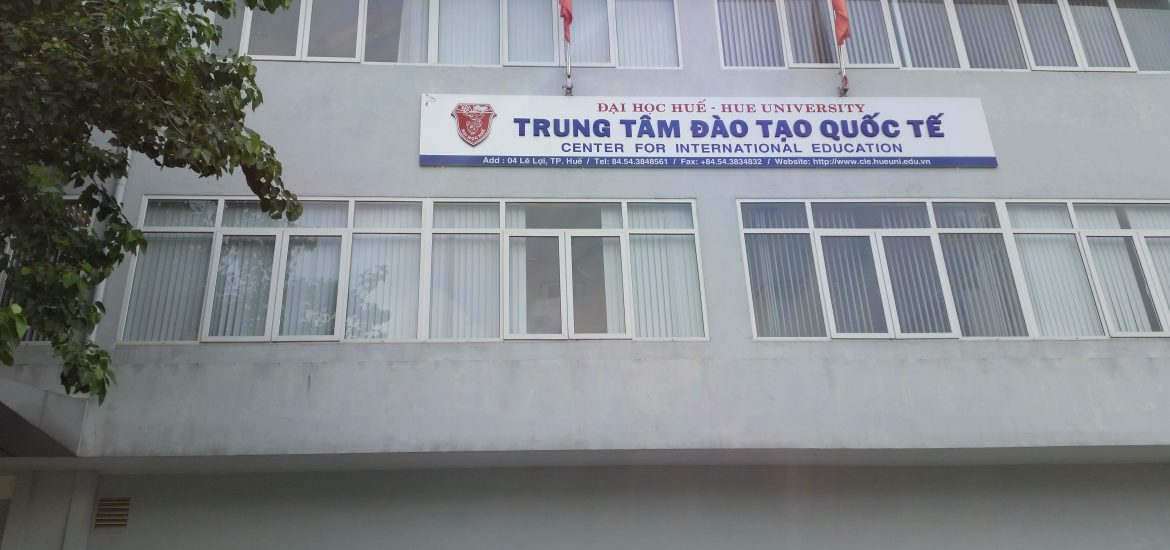 ĐẠI HỌC HUẾ - HUE UNIVERSITY
TRUNG TÂM ĐÀO TẠO QUỐC TẾ
CENTER FOR INTERNATIONAL EDUCATION
Add : 04 Lê Lợi, TP. Huế / Tel: 84.54.3848561 / Fax: +84.54.3834832 / Website: http://www.cie.hueuni.edu.vn